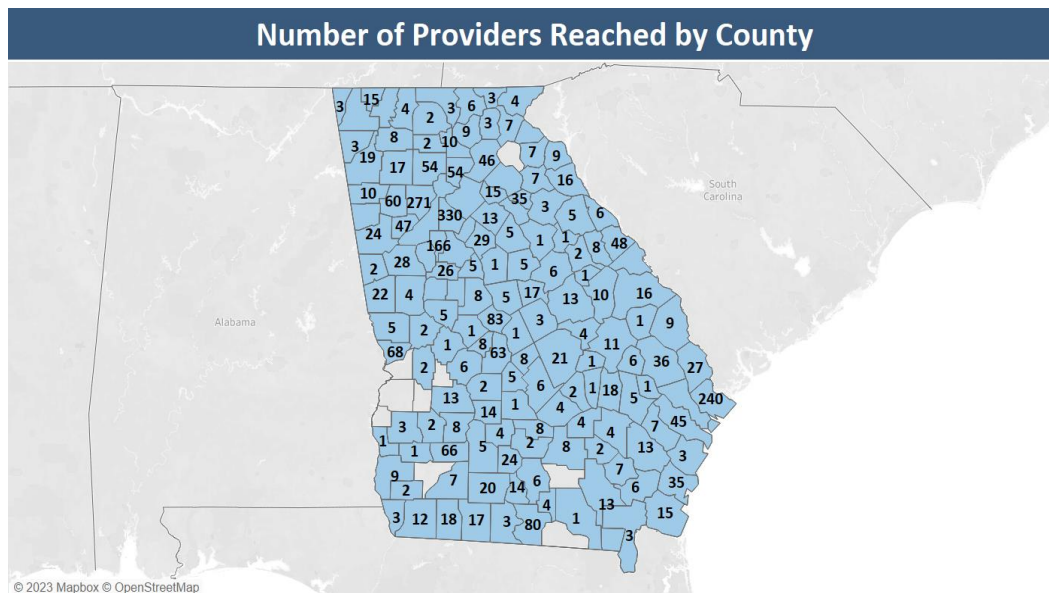 Number of Providers Reached by County
3 15 4 2 3 6 3 4
3 19 8 2 10 9 3 7
17 54 54 46 7 9
10 60 271 330 15 35 7 16
24 47 166 29 13 5 3 5 6
South
Carolina
2 28 26 5 1 5 1 1 2 8 48
22 4 8 5 17 6 1 13 10 16
Alabama
5 2 5 1 83 1 3 4 11 1 9
68 2 1 6 8 63 8 21 1 6 36 27
13 2 5 6 2 1 18 5 1 240
14 1 4 7 45
1 3 2 8 5 4 8 2 4 8 2 4 13 3
1 66 24 7 35
9 2 7 20 14 6 4 13 6 15
3 12 18 17 3 80 1 3
© 2023 Mapbox © OpenStreetMap